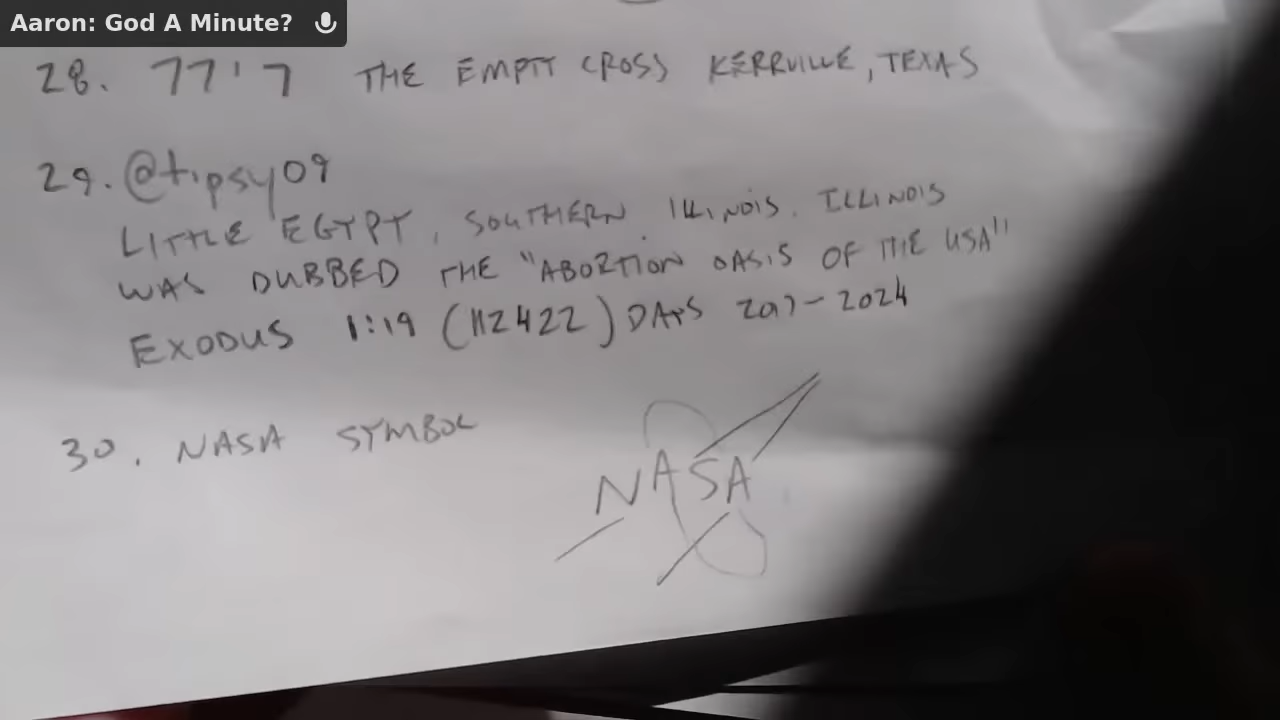 Aaron: God A Minute?
28. 77'7 THE EMPTY CROSS KERRVILLE, TEXAS
29. @tipsy09
LITTLE EGYPT, SOUTHERN ILLINOIS. ILLINOIS
WAS DUBBED THE "ABORTION OASIS OF THE USA"
EXODUS 1:19 (112422) DAYS 2017-2024
30. NASA SYMBOL
NASA